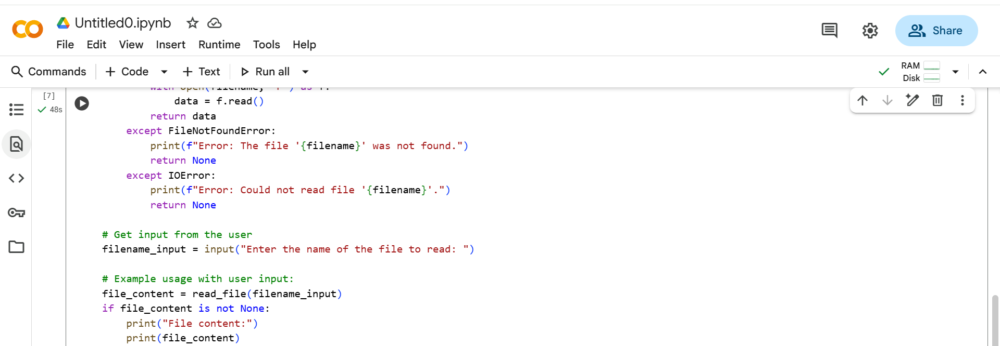 Untitled0.ipynb
File Edit View Insert Runtime Tools Help
Share
Commands + Code + Text Run all
RAM
Disk
[7]
48s
data = f.read()
return data
except FileNotFoundError:
print(f"Error: The file '{filename}' was not found.")
return None
except IOError:
print(f"Error: Could not read file '{filename}'.")
return None
# Get input from the user
filename_input = input("Enter the name of the file to read: ")
# Example usage with user input:
file_content = read_file(filename_input)
if file_content is not None:
print("File content:")
print(file_content)